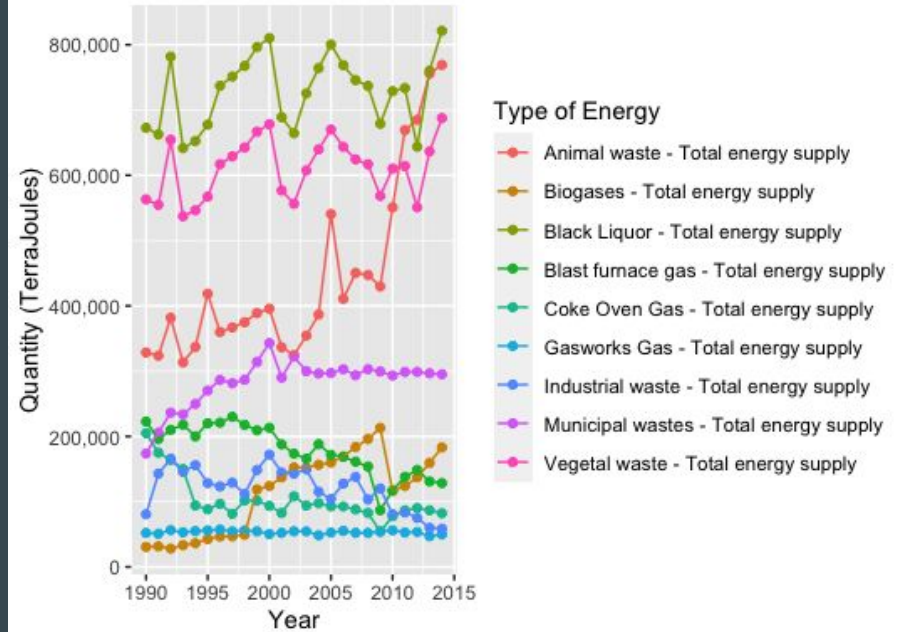 800,000
600,000
400,000
200,000
0
Quantity (TerraJoules)
1990 1995 2000 2005 2010 2015
Year
Type of Energy
Animal waste - Total energy supply
Biogases - Total energy supply
Black Liquor - Total energy supply
Blast furnace gas - Total energy supply
Coke Oven Gas - Total energy supply
Gasworks Gas - Total energy supply
Industrial waste - Total energy supply
Municipal wastes - Total energy supply
Vegetal waste - Total energy supply